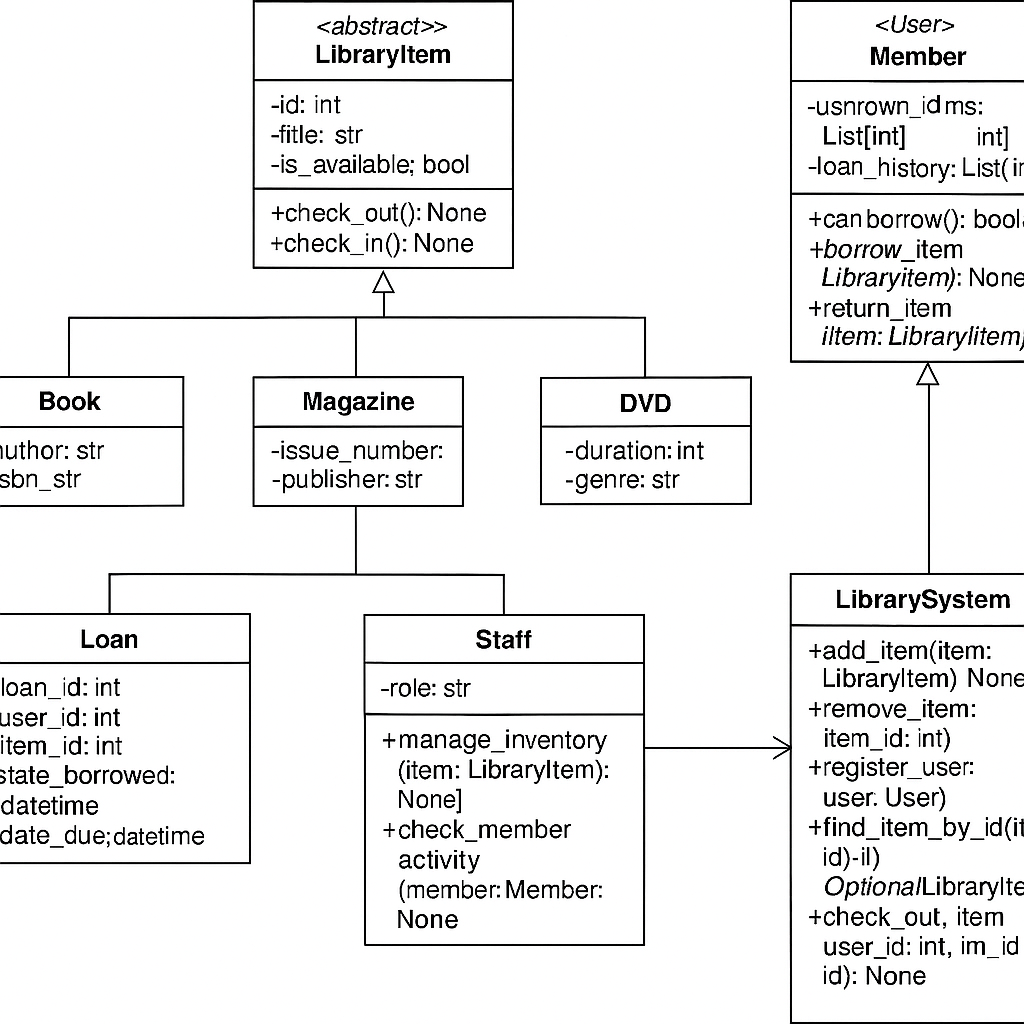 <abstract>>
LibraryItem
-id: int
-fitle: str
-is_available; bool
+check_out(): None
+check_in(): None
<User>
Member
-usnrown_id ms:
List[int] int]
-loan_history: List(in
+can borrow(): boola
+borrow_item
Libraryitem): None
+return_item
iltem: Librarylitem)
Book
author: str
sbn_str
Magazine
-issue_number:
-publisher: str
DVD
-duration: int
-genre: str
Loan
loan_id: int
user_id: int
item_id: int
state_borrowed:
datetime
date_due;datetime
Staff
-role: str
+manage_inventory
(item: LibraryItem):
None]
+check_member
activity
(member: Member:
None
LibrarySystem
+add_item(item:
LibraryItem) None
+remove_item:
item_id: int)
+register_user:
user. User)
+find_item_by_id(it
id)-il)
OptionalLibraryIte
+check_out, item
user_id: int, im_id
id): None